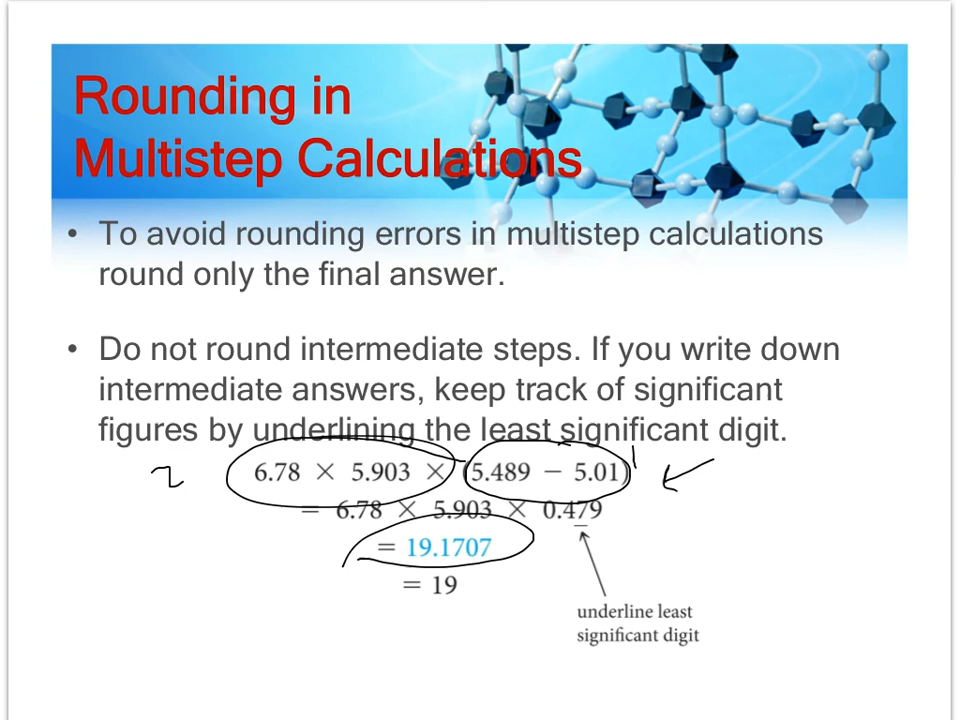 Rounding in
Multistep Calculations
• To avoid rounding errors in multistep calculations
round only the final answer.
• Do not round intermediate steps. If you write down
intermediate answers, keep track of significant
figures by underlining the least significant digit.
2 6.78 × 5.903 × (5.489 − 5.01) 1
= 6.78 × 5.903 × 0.479
= 19.1707
= 19
underline least
significant digit